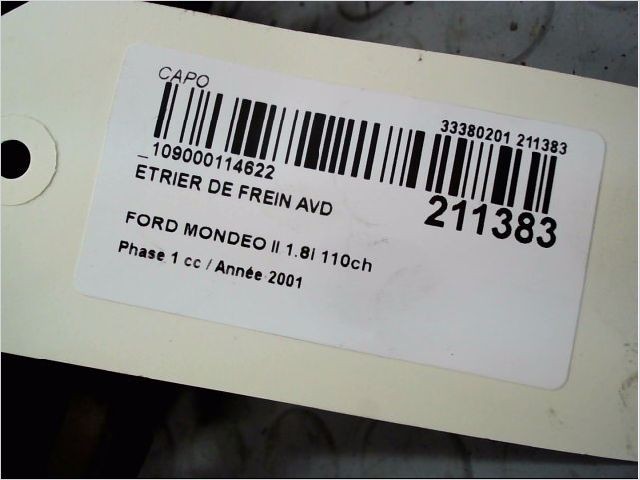 CAPO
33380201 211383
_109000114622
ETRIER DE FREIN AVD
211383
FORD MONDEO II 1.8I 110ch
Phase 1 cc / Année 2001